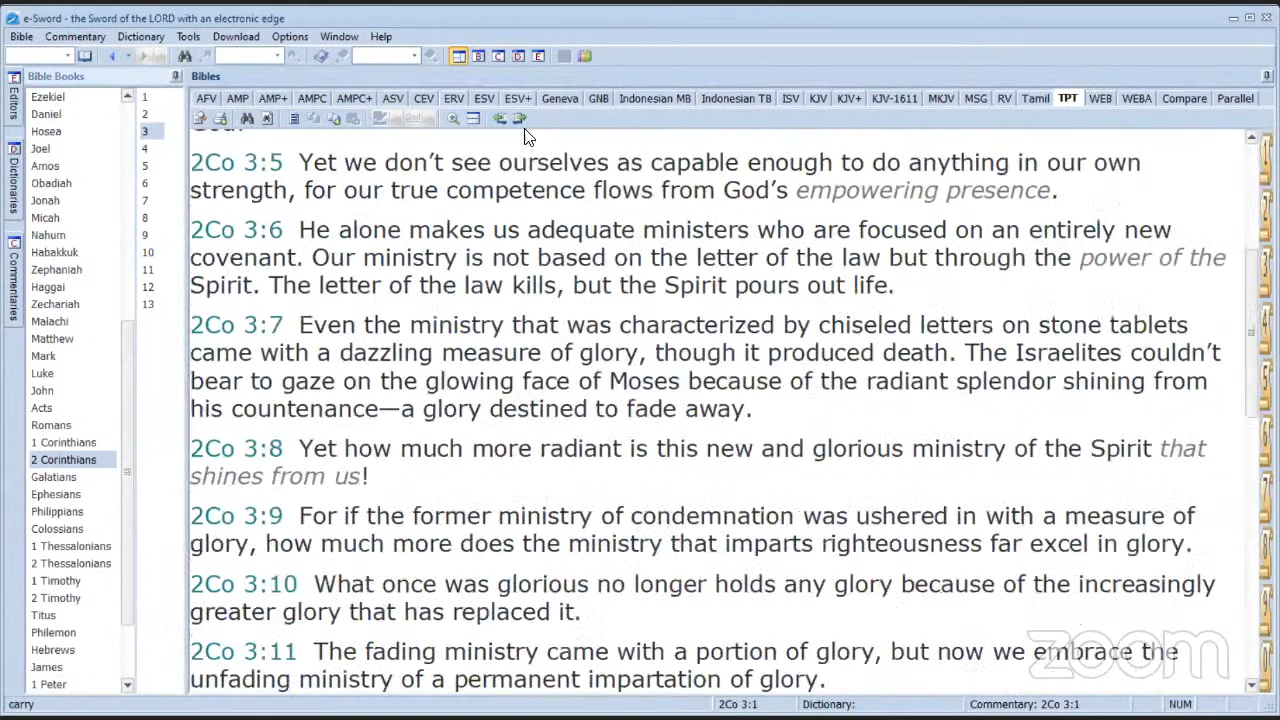 e-Sword - the Sword of the LORD with an electronic edge
Bible Commentary Dictionary Tools Download Options Window Help
Bible Books
Bibles
Editors
Dictionaries
Commentaries
AFV AMP AMP+ AMPC AMPC+ ASV CEV ERV ESV ESV+ Geneva GNB Indonesian MB Indonesian TB ISV KJV KJV+ KJV-1611 MKJV MSG RV Tamil TPT WEB WEBA Compare Parallel
Ezekiel
Daniel
Hosea
Joel
Amos
Obadiah
Jonah
Micah
Nahum
Habakkuk
Zephaniah
Haggai
Zechariah
Malachi
Matthew
Mark
Luke
John
Acts
Romans
1 Corinthians
2 Corinthians
Galatians
Ephesians
Philippians
Colossians
1 Thessalonians
2 Thessalonians
1 Timothy
2 Timothy
Titus
Philemon
Hebrews
James
1 Peter
1
2
3
4
5
6
7
8
9
10
11
12
13
2Co 3:5 Yet we don’t see ourselves as capable enough to do anything in our own
strength, for our true competence flows from God’s empowering presence.
2Co 3:6 He alone makes us adequate ministers who are focused on an entirely new
covenant. Our ministry is not based on the letter of the law but through the power of the
Spirit. The letter of the law kills, but the Spirit pours out life.
2Co 3:7 Even the ministry that was characterized by chiseled letters on stone tablets
came with a dazzling measure of glory, though it produced death. The Israelites couldn’t
bear to gaze on the glowing face of Moses because of the radiant splendor shining from
his countenance—a glory destined to fade away.
2Co 3:8 Yet how much more radiant is this new and glorious ministry of the Spirit that
shines from us!
2Co 3:9 For if the former ministry of condemnation was ushered in with a measure of
glory, how much more does the ministry that imparts righteousness far excel in glory.
2Co 3:10 What once was glorious no longer holds any glory because of the increasingly
greater glory that has replaced it.
2Co 3:11 The fading ministry came with a portion of glory, but now we embrace the
unfading ministry of a permanent impartation of glory.
zoom
carry 2Co 3:1 Dictionary: Commentary: 2Co 3:1 NUM